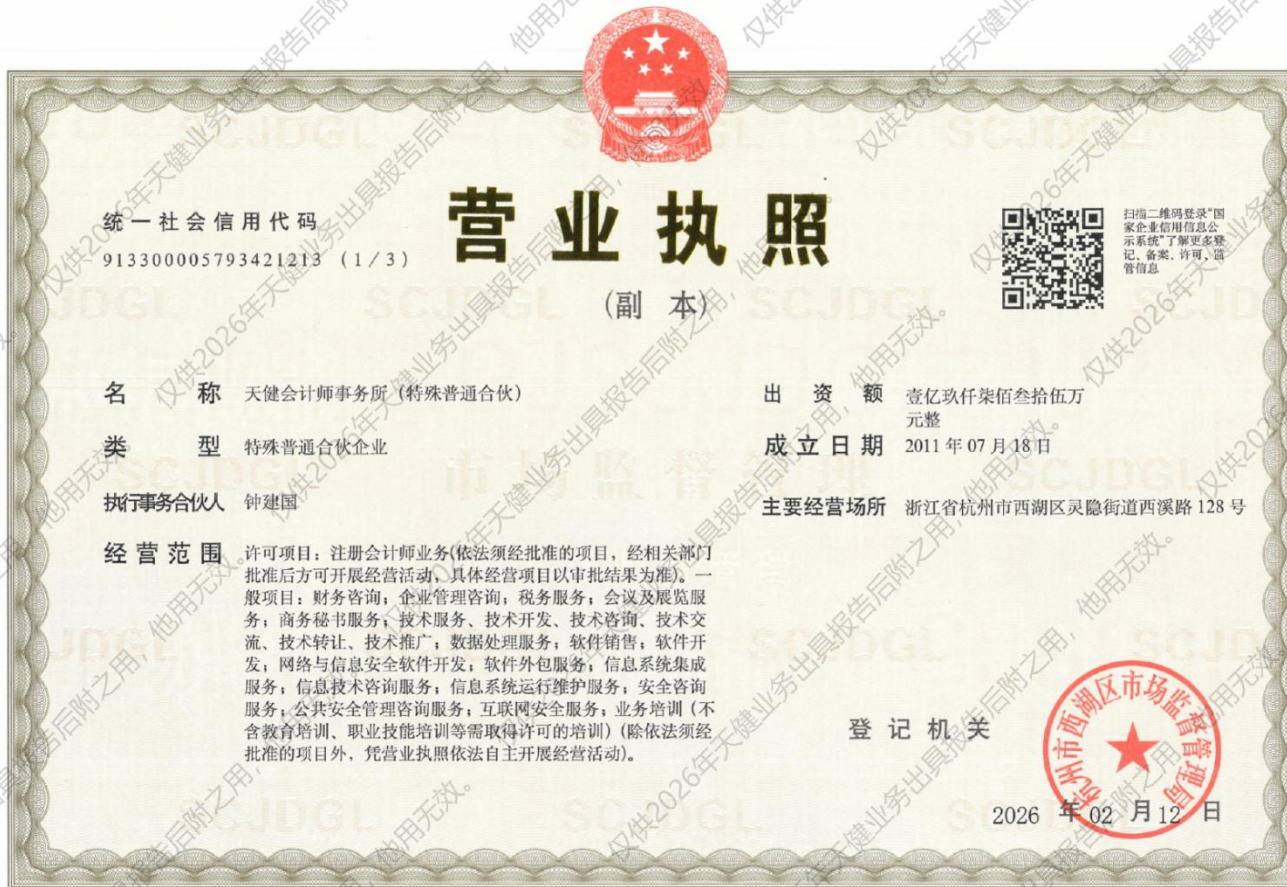 营业执照
(副 本)
统一社会信用代码
913300005793421213 (1/3)
扫描二维码登录“国
家企业信用信息公
示系统”了解更多登
记、备案、许可、监
管信息
名 称 天健会计师事务所（特殊普通合伙）
类 型 特殊普通合伙企业
执行事务合伙人 钟建国
经营范围 许可项目：注册会计师业务(依法须经批准的项目，经相关部门
批准后方可开展经营活动，具体经营项目以审批结果为准)。一
般项目：财务咨询；企业管理咨询；税务服务；会议及展览服
务；商务秘书服务；技术服务、技术开发、技术咨询、技术交
流、技术转让、技术推广；数据处理服务；软件销售；软件开
发；网络与信息安全软件开发；软件外包服务；信息系统集成
服务；信息技术咨询服务；信息系统运行维护服务；安全咨询
服务；公共安全管理咨询服务；互联网安全服务；业务培训（不
含教育培训、职业技能培训等需取得许可的培训）(除依法须经
批准的项目外，凭营业执照依法自主开展经营活动)。
出 资 额 壹亿玖仟柒佰叁拾伍万
元整
成立日期 2011年07月18日
主要经营场所 浙江省杭州市西湖区灵隐街道西溪路128号
登记机关
杭州市西湖区市场监督管理局
2026 年 02 月 12 日
仅供2026年天健业务出具报告后附之用，他用无效。
SCJDGL
市场监督管理